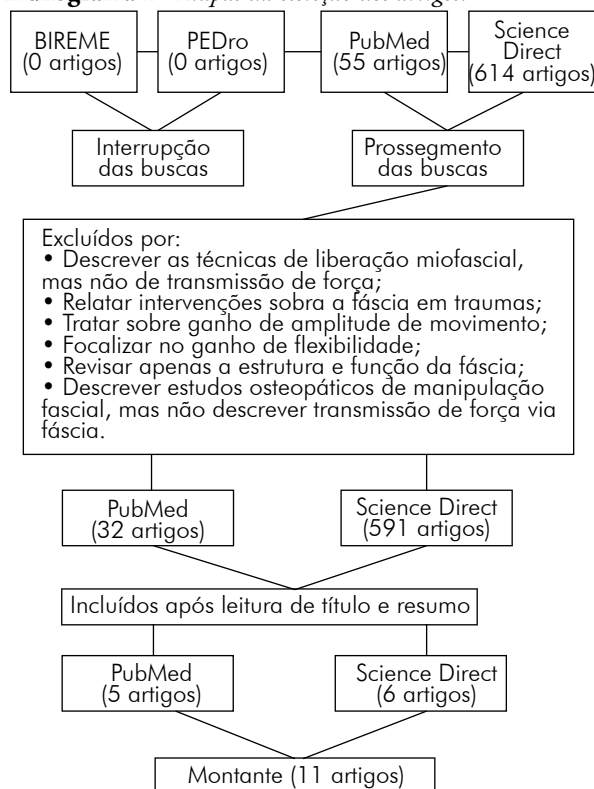 BIREME
(0 artigos)
PEDro
(0 artigos)
PubMed
(55 artigos)
Science
Direct
(614 artigos)
Interrupção
das buscas
Prossegmento
das buscas
Excluídos por:
• Descrever as técnicas de liberação miofascial,
mas não de transmissão de força;
• Relatar intervenções sobra a fáscia em traumas;
• Tratar sobre ganho de amplitude de movimento;
• Focalizar no ganho de flexibilidade;
• Revisar apenas a estrutura e função da fáscia;
• Descrever estudos osteopáticos de manipulação
fascial, mas não descrever transmissão de força via
fáscia.
PubMed
(32 artigos)
Science Direct
(591 artigos)
Incluídos após leitura de título e resumo
PubMed
(5 artigos)
Science Direct
(6 artigos)
Montante (11 artigos)